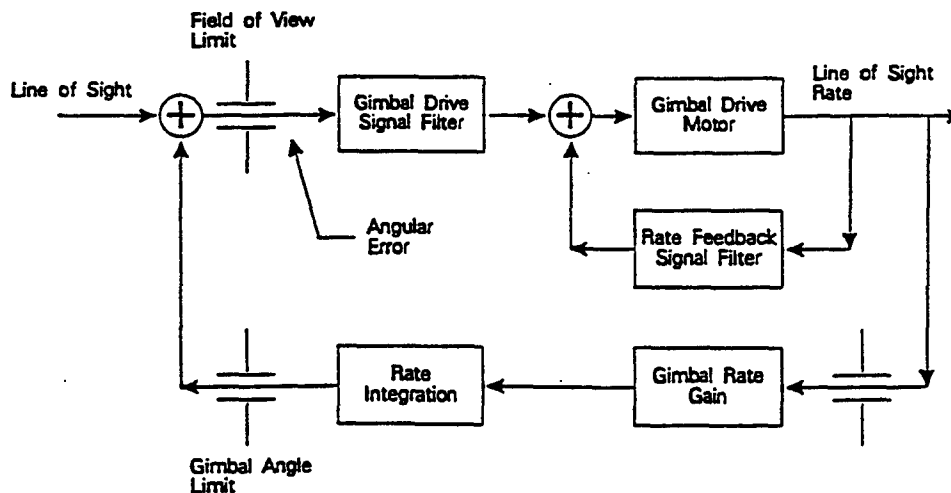 Field of View
Limit
Line of Sight
Gimbal Drive
Signal Filter
Gimbal Drive
Motor
Line of Sight
Rate
Angular
Error
Rate Feedback
Signal Filter
Rate
Integration
Gimbal Rate
Gain
Gimbal Angle
Limit